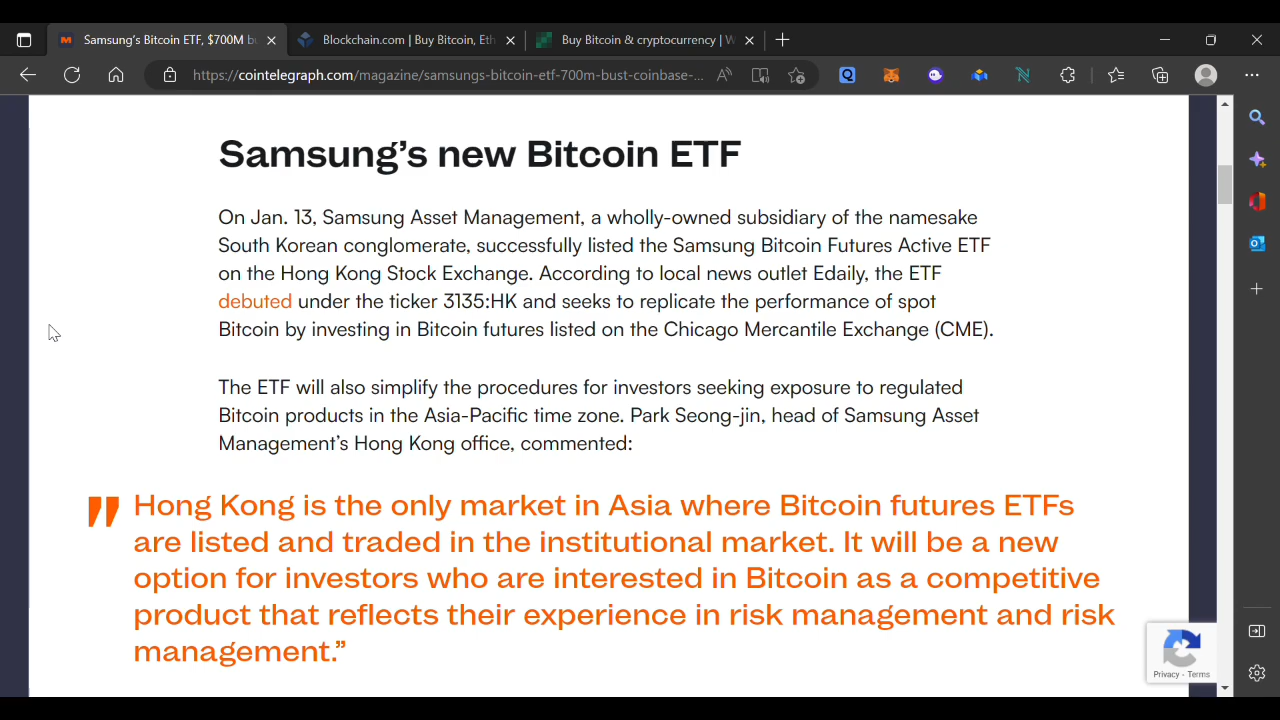 Samsung's Bitcoin ETF, $700M bu
Blockchain.com | Buy Bitcoin, Eth
Buy Bitcoin & cryptocurrency | W
https://cointelegraph.com/magazine/samsungs-bitcoin-etf-700m-bust-coinbase-...
Samsung’s new Bitcoin ETF
On Jan. 13, Samsung Asset Management, a wholly-owned subsidiary of the namesake
South Korean conglomerate, successfully listed the Samsung Bitcoin Futures Active ETF
on the Hong Kong Stock Exchange. According to local news outlet Edaily, the ETF
debuted under the ticker 3135:HK and seeks to replicate the performance of spot
Bitcoin by investing in Bitcoin futures listed on the Chicago Mercantile Exchange (CME).
The ETF will also simplify the procedures for investors seeking exposure to regulated
Bitcoin products in the Asia-Pacific time zone. Park Seong-jin, head of Samsung Asset
Management’s Hong Kong office, commented:
" Hong Kong is the only market in Asia where Bitcoin futures ETFs
are listed and traded in the institutional market. It will be a new
option for investors who are interested in Bitcoin as a competitive
product that reflects their experience in risk management and risk
management.”
Privacy - Terms